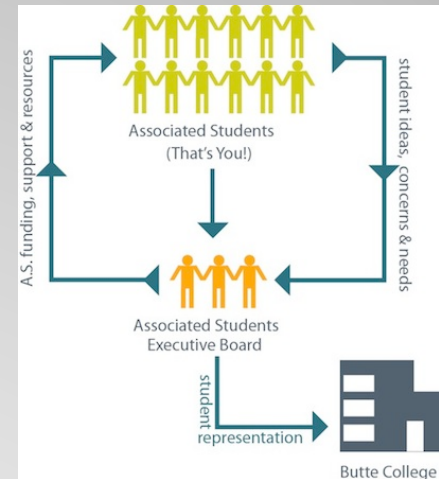 Associated Students
(That's You!)
A.S. funding, support & resources
student ideas,
concerns & needs
Associated Students
Executive Board
student
representation
Butte College